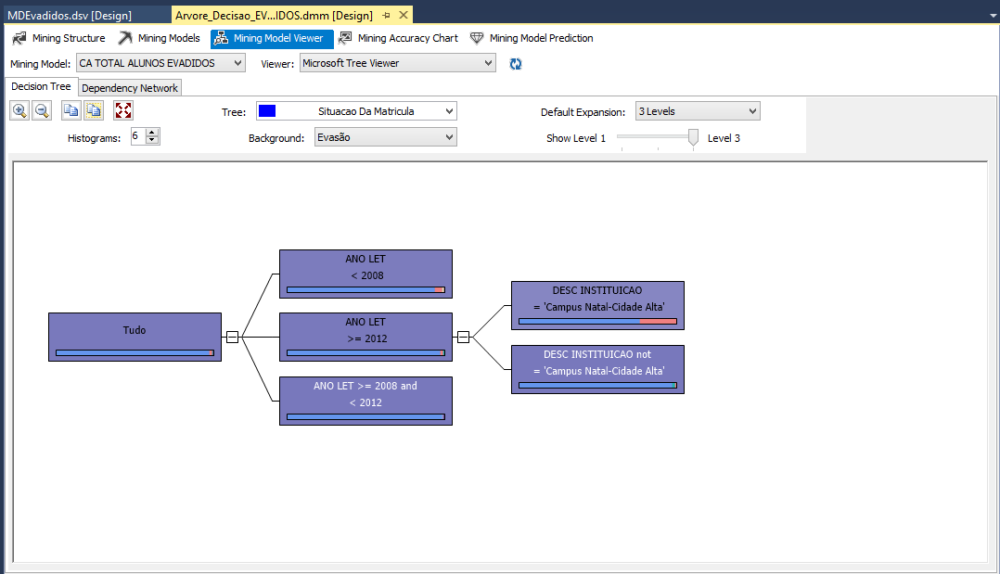 MDEvadidos.dsv [Design]
Arvore_Decisao_EV...IDOS.dmm [Design]
Mining Structure
Mining Models
Mining Model Viewer
Mining Accuracy Chart
Mining Model Prediction
Mining Model: CA TOTAL ALUNOS EVADIDOS
Viewer: Microsoft Tree Viewer
Decision Tree
Dependency Network
Tree: Situacao Da Matricula
Default Expansion: 3 Levels
Histograms: 6
Background: Evasão
Show Level 1
Level 3
Tudo
ANO LET
< 2008
ANO LET
>= 2012
ANO LET >= 2008 and
< 2012
DESC INSTITUICAO
= 'Campus Natal-Cidade Alta'
DESC INSTITUICAO not
= 'Campus Natal-Cidade Alta'